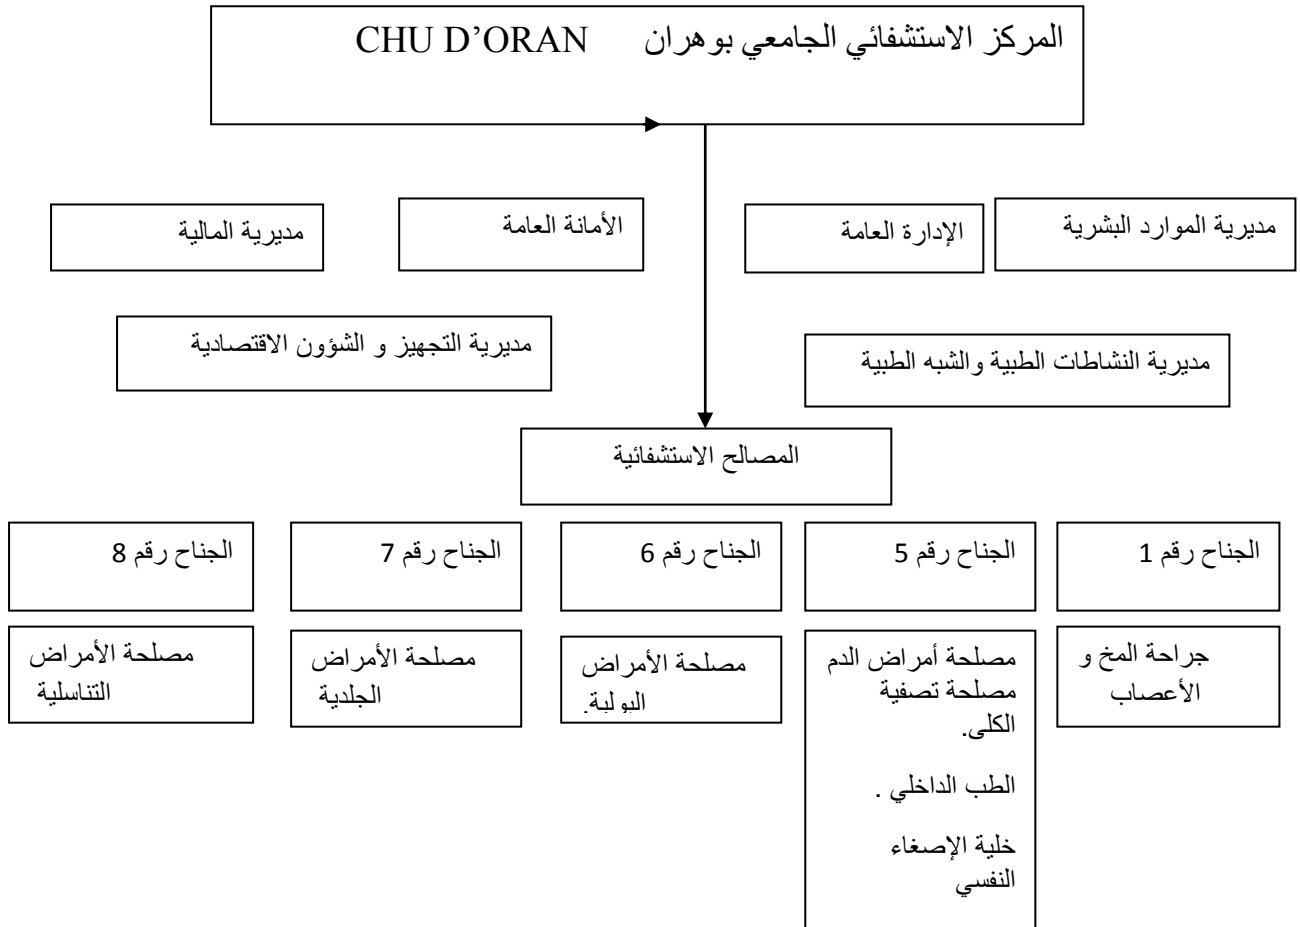 المركز الاستشفائي الجامعي بوهران CHU D’ORAN
مديرية الموارد البشرية
الإدارة العامة
الأمانة العامة
مديرية المالية
مديرية النشاطات الطبية والشبه الطبية
مديرية التجهيز و الشؤون الاقتصادية
المصالح الاستشفائية
الجناح رقم 1
الجناح رقم 5
الجناح رقم 6
الجناح رقم 7
الجناح رقم 8
جراحة المخ و
الأعصاب
مصلحة أمراض الدم
مصلحة تصفية
الكلى.
الطب الداخلي .
خلية الإصغاء
النفسي
مصلحة الأمراض
البولية.
مصلحة الأمراض
الجلدية
مصلحة الأمراض
التناسلية